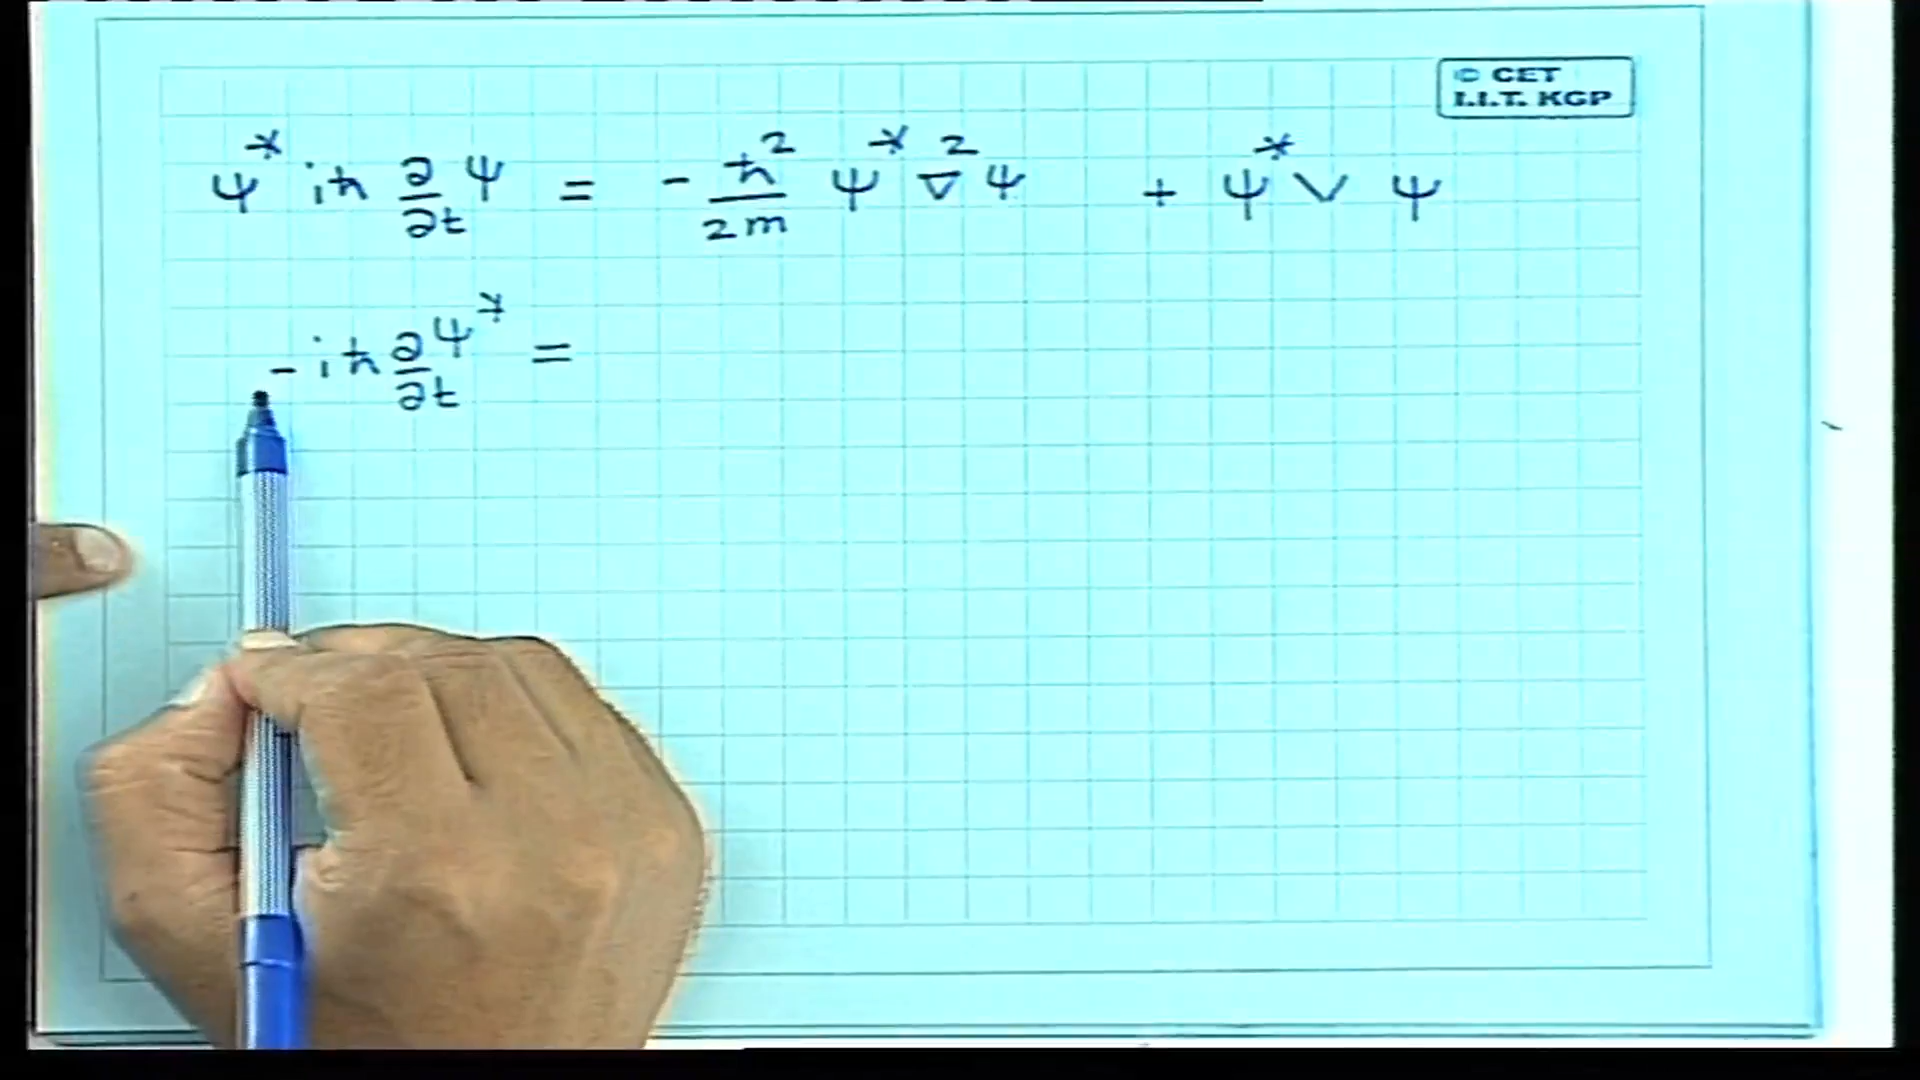 © CET
I.I.T. KGP
ψ* iħ ∂/∂t ψ = - ħ²/2m ψ* ∇² ψ + ψ* V ψ
- iħ ∂ψ*/∂t =